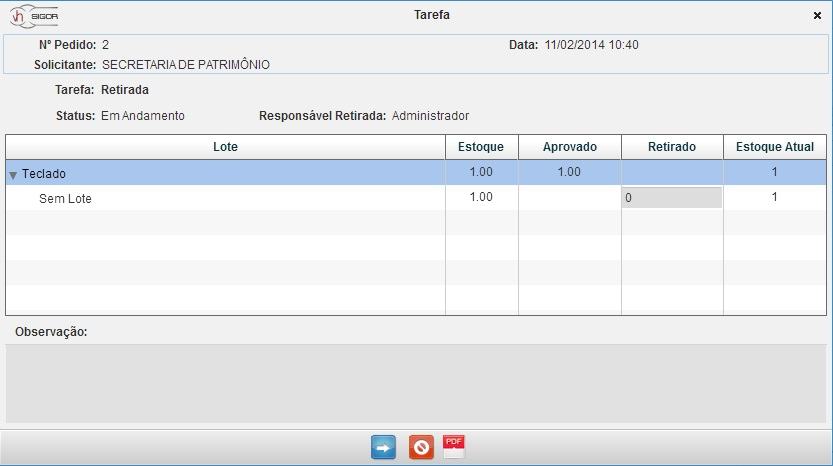 SIGOR
Tarefa
Nº Pedido: 2 Data: 11/02/2014 10:40
Solicitante: SECRETARIA DE PATRIMÔNIO
Tarefa: Retirada
Status: Em Andamento Responsável Retirada: Administrador
Lote Estoque Aprovado Retirado Estoque Atual
Teclado 1.00 1.00 1
Sem Lote 1.00 0 1
Observação:
PDF